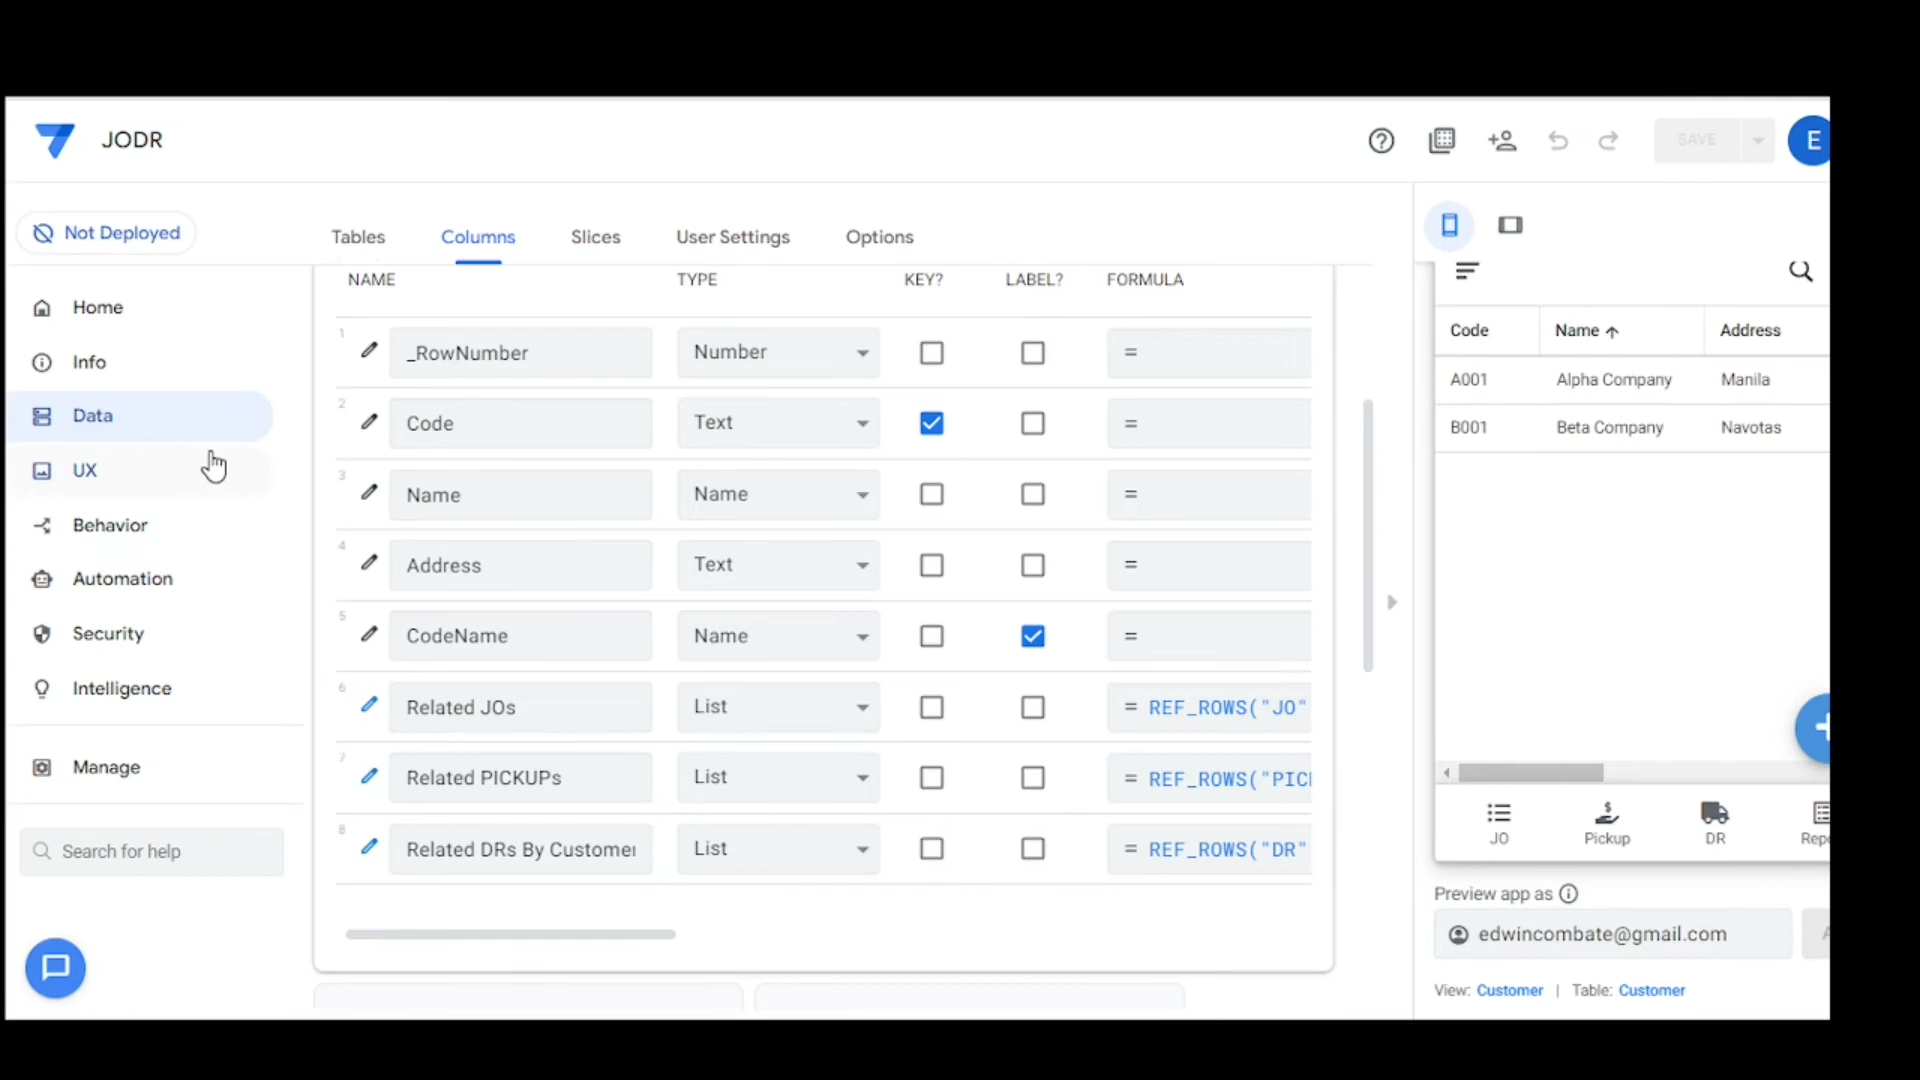 JODR
SAVE
E
Not Deployed
Tables Columns Slices User Settings Options
Home
Info
Data
UX
Behavior
Automation
Security
Intelligence
Manage
Search for help
NAME TYPE KEY? LABEL? FORMULA
1 _RowNumber Number =
2 Code Text =
3 Name Name =
4 Address Text =
5 CodeName Name =
6 Related JOs List = REF_ROWS("JO"
7 Related PICKUPs List = REF_ROWS("PIC
8 Related DRs By Customer List = REF_ROWS("DR"
Code Name Address
A001 Alpha Company Manila
B001 Beta Company Navotas
JO Pickup DR Repo
Preview app as
edwincombate@gmail.com
View: Customer | Table: Customer